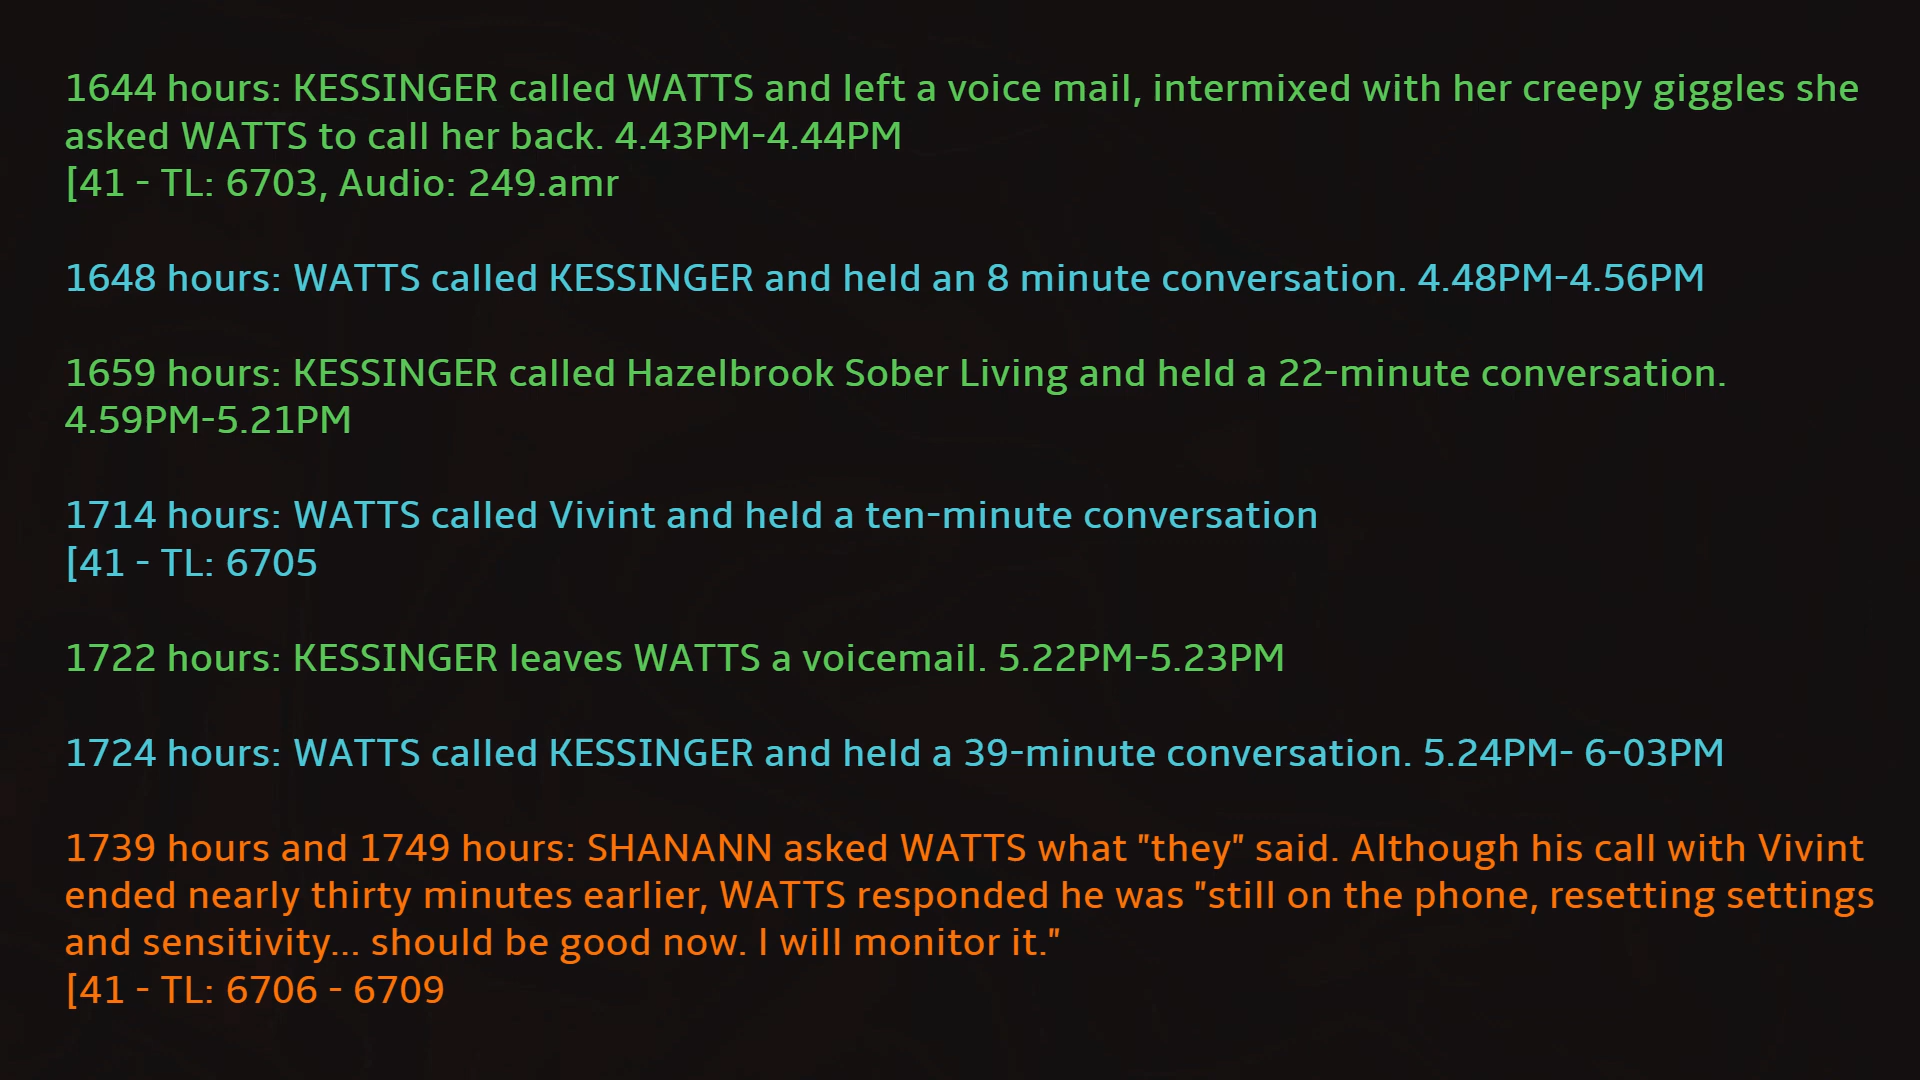 1644 hours: KESSINGER called WATTS and left a voice mail, intermixed with her creepy giggles she
asked WATTS to call her back. 4.43PM-4.44PM
[41 - TL: 6703, Audio: 249.amr
1648 hours: WATTS called KESSINGER and held an 8 minute conversation. 4.48PM-4.56PM
1659 hours: KESSINGER called Hazelbrook Sober Living and held a 22-minute conversation.
4.59PM-5.21PM
1714 hours: WATTS called Vivint and held a ten-minute conversation
[41 - TL: 6705
1722 hours: KESSINGER leaves WATTS a voicemail. 5.22PM-5.23PM
1724 hours: WATTS called KESSINGER and held a 39-minute conversation. 5.24PM- 6-03PM
1739 hours and 1749 hours: SHANANN asked WATTS what "they" said. Although his call with Vivint
ended nearly thirty minutes earlier, WATTS responded he was "still on the phone, resetting settings
and sensitivity... should be good now. I will monitor it."
[41 - TL: 6706 - 6709